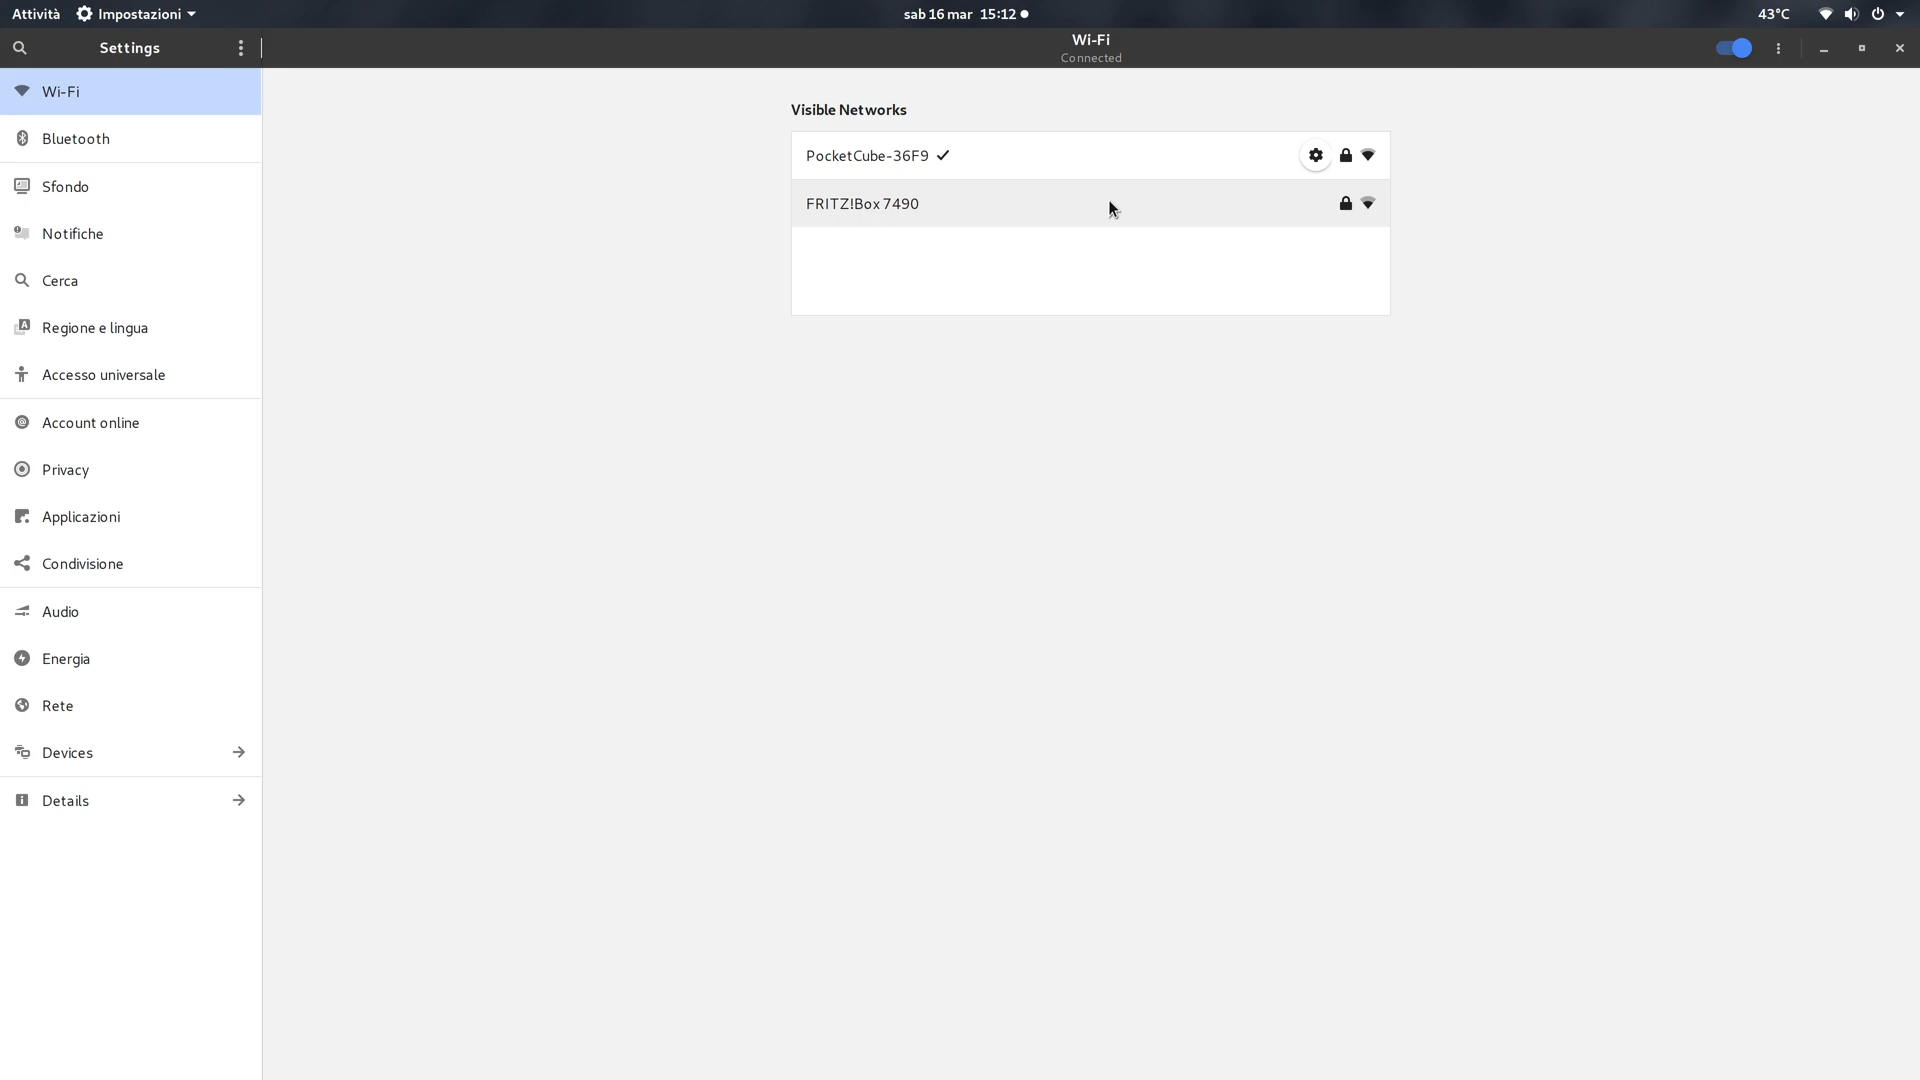 Attività Impostazioni sab 16 mar 15:12 43°C
Settings
Wi-Fi
Connected
Wi-Fi
Bluetooth
Sfondo
Notifiche
Cerca
Regione e lingua
Accesso universale
Account online
Privacy
Applicazioni
Condivisione
Audio
Energia
Rete
Devices
Details
Visible Networks
PocketCube-36F9
FRITZ!Box 7490